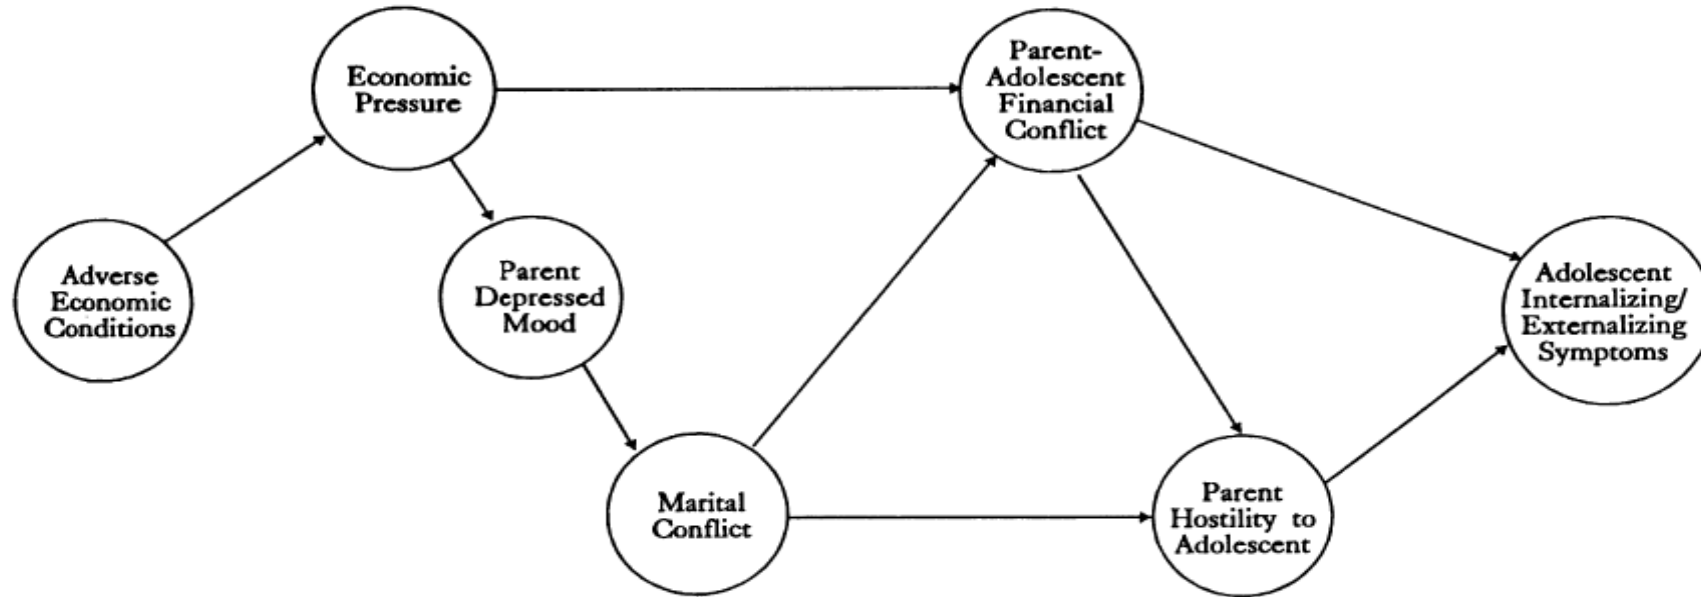 Economic
Pressure
Parent-
Adolescent
Financial
Conflict
Adverse
Economic
Conditions
Parent
Depressed
Mood
Adolescent
Internalizing/
Externalizing
Symptoms
Marital
Conflict
Parent
Hostility to
Adolescent